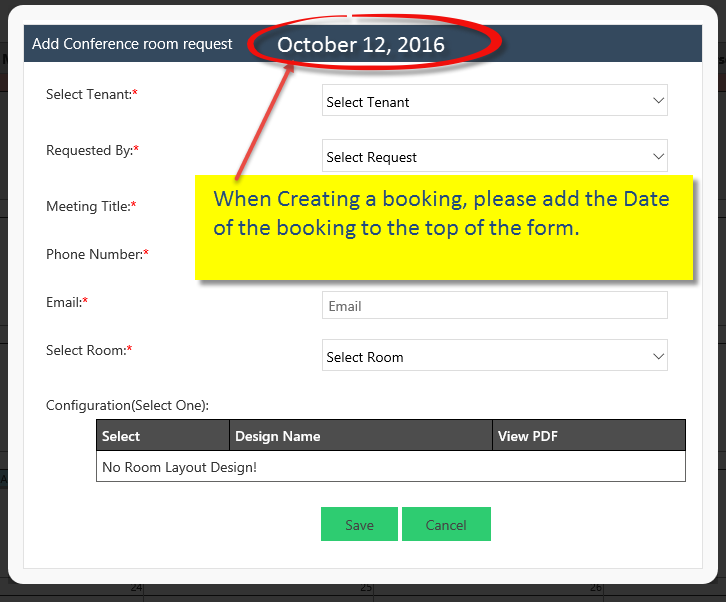 Add Conference room request October 12, 2016
Select Tenant:*
Select Tenant
Requested By:*
Select Request
When Creating a booking, please add the Date
of the booking to the top of the form.
Meeting Title:*
Phone Number:*
Email:*
Email
Select Room:*
Select Room
Configuration(Select One):
Select Design Name View PDF
No Room Layout Design!
Save Cancel
24 25 26